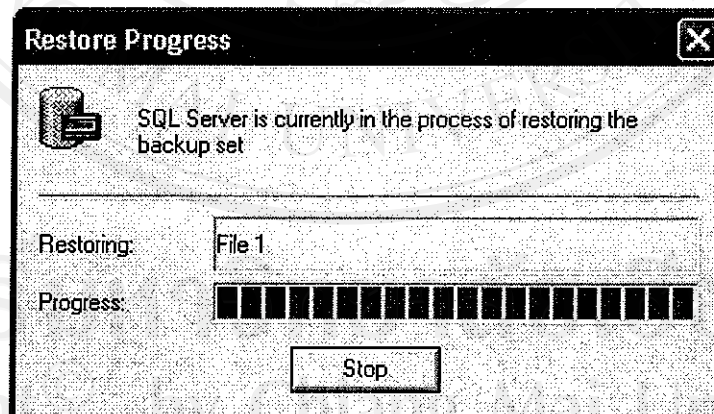 Restore Progress
SQL Server is currently in the process of restoring the
backup set
Restoring:
File 1
Progress:
Stop